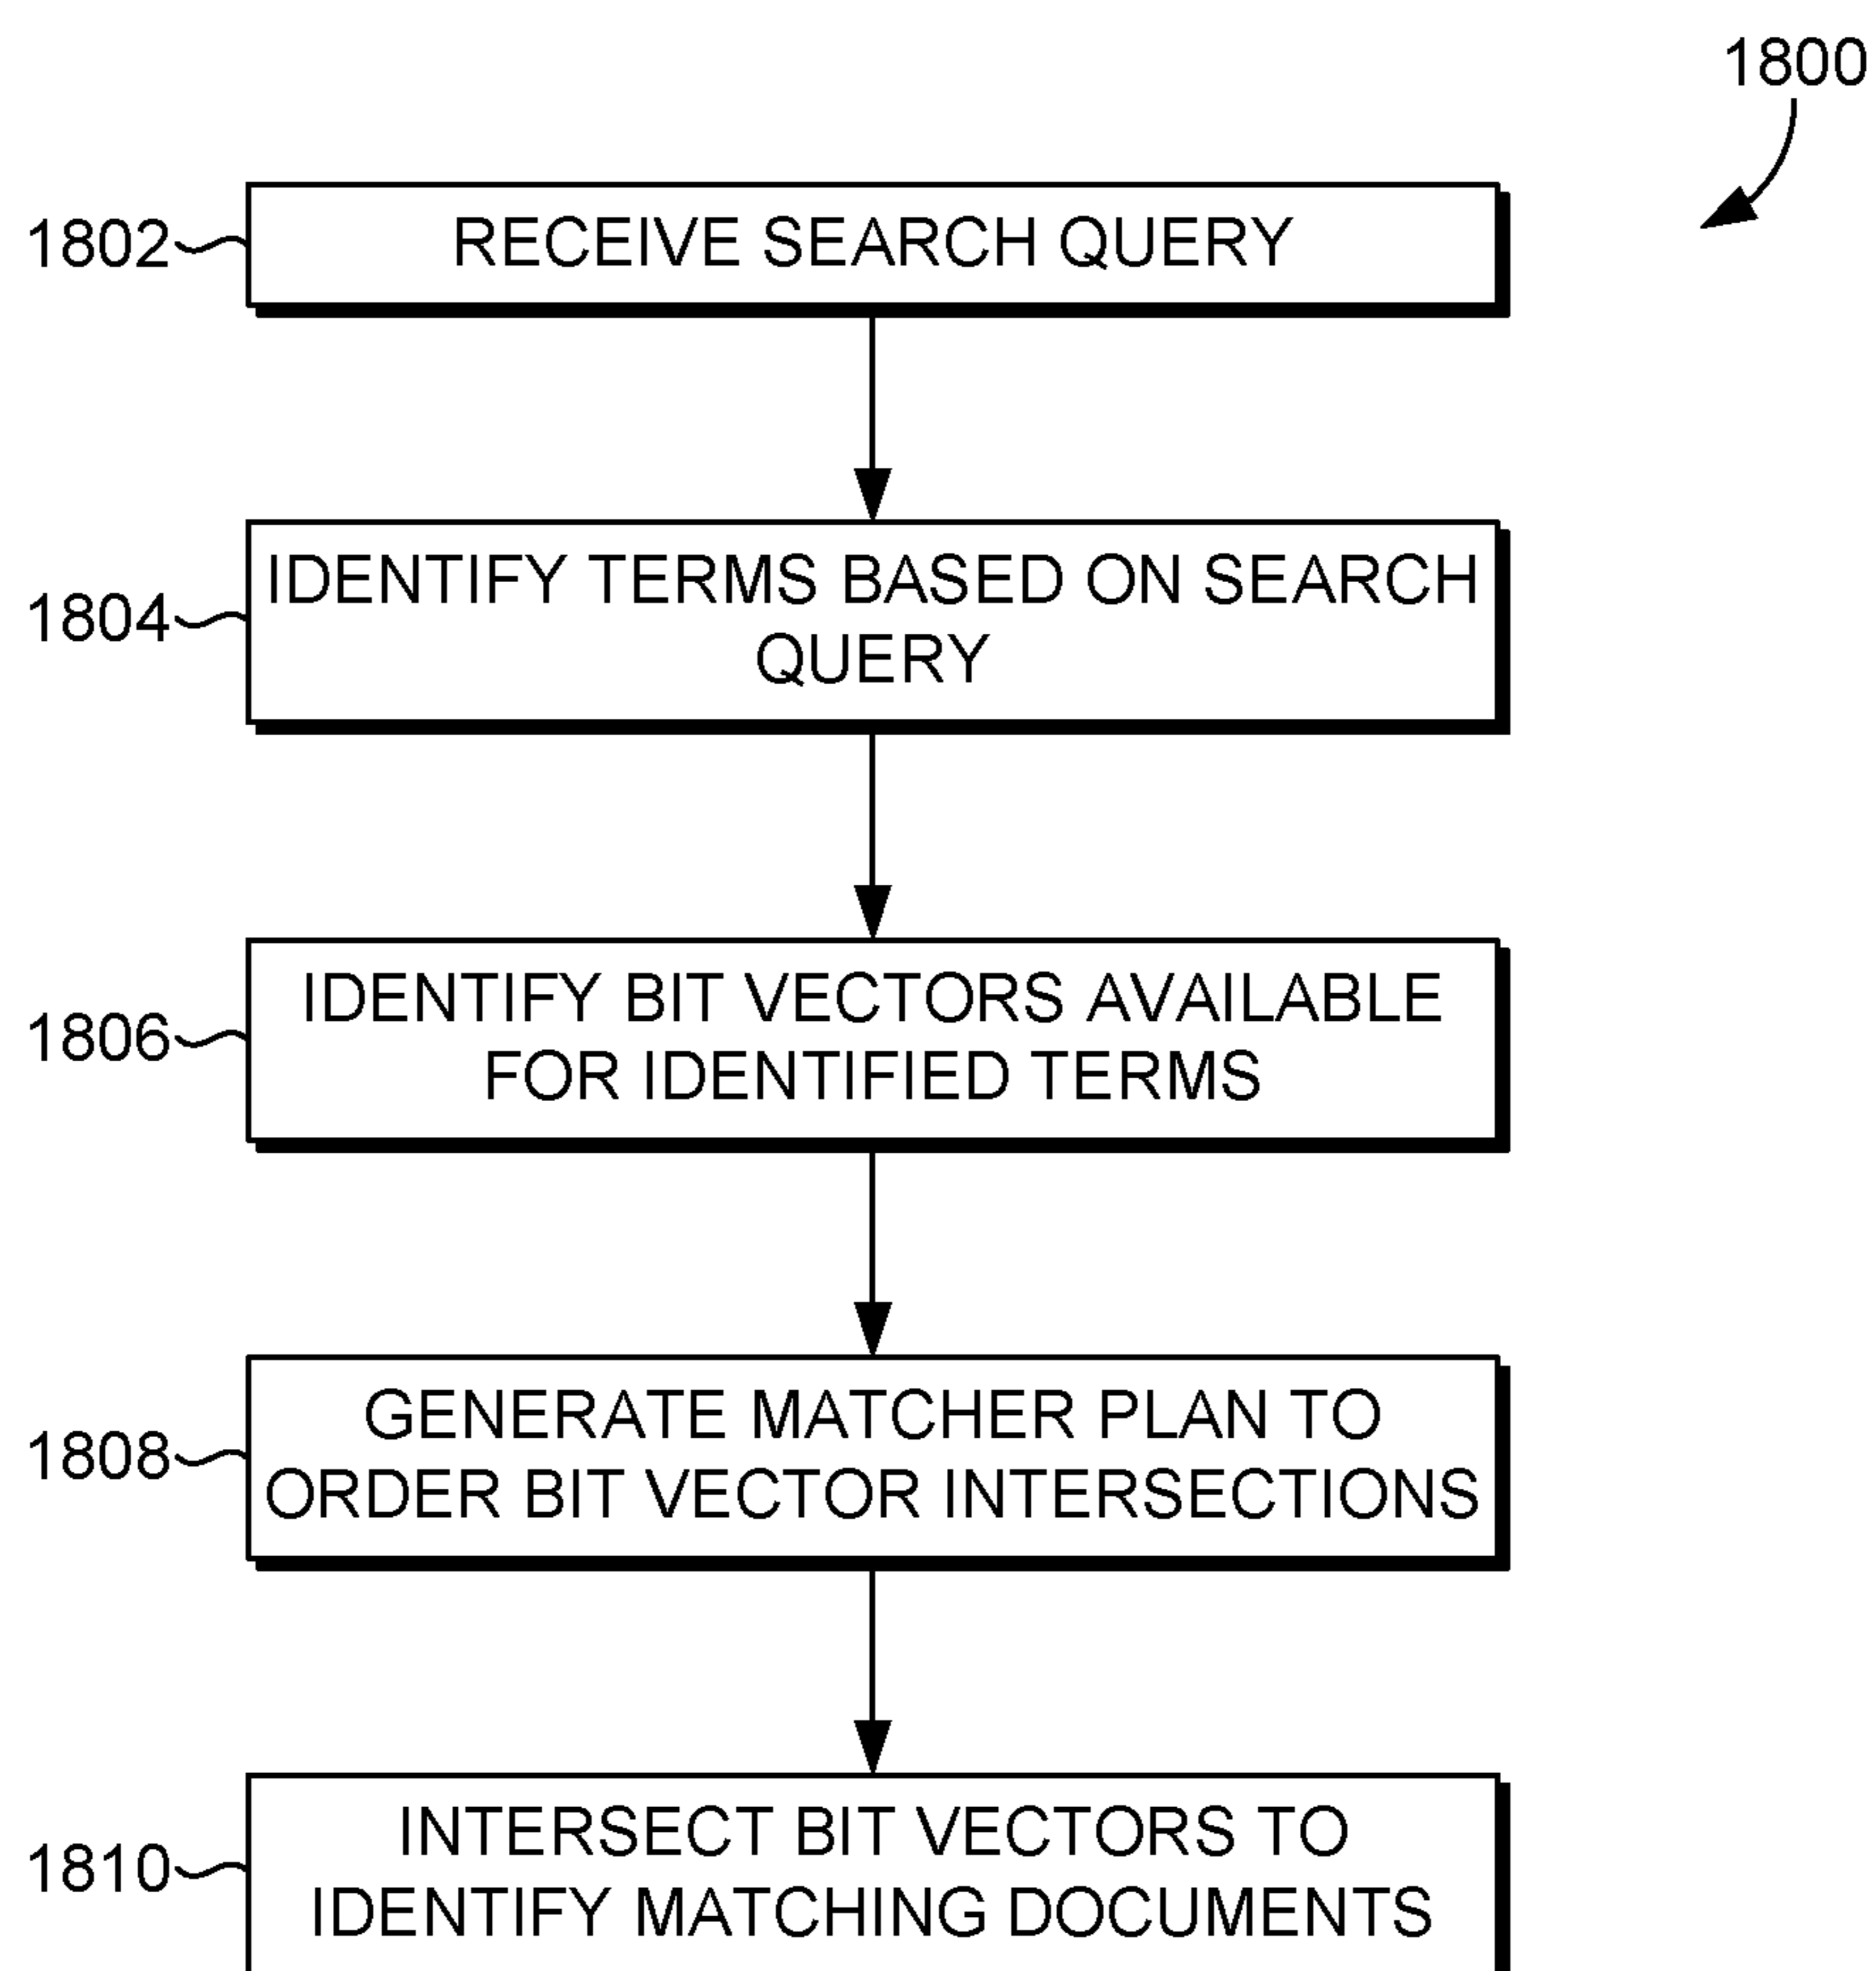 1800
1802
RECEIVE SEARCH QUERY
1804
IDENTIFY TERMS BASED ON SEARCH
QUERY
1806
IDENTIFY BIT VECTORS AVAILABLE
FOR IDENTIFIED TERMS
1808
GENERATE MATCHER PLAN TO
ORDER BIT VECTOR INTERSECTIONS
1810
INTERSECT BIT VECTORS TO
IDENTIFY MATCHING DOCUMENTS